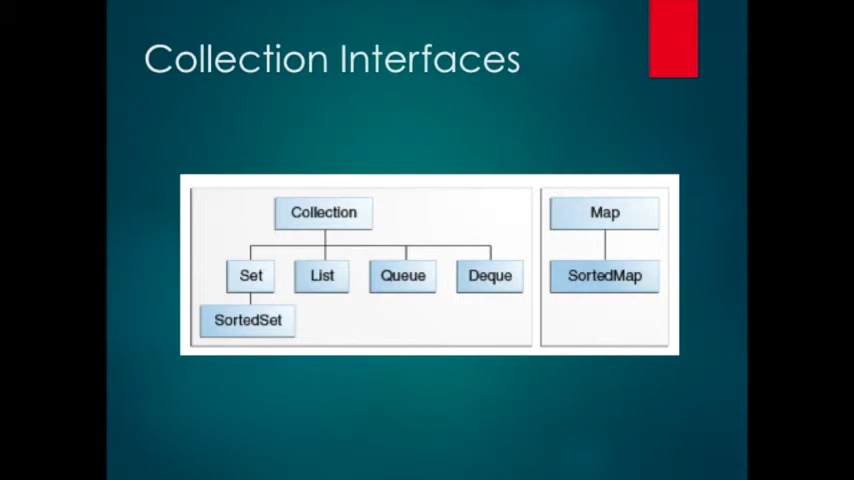 Collection Interfaces
Collection
Map
Set
List
Queue
Deque
SortedMap
SortedSet